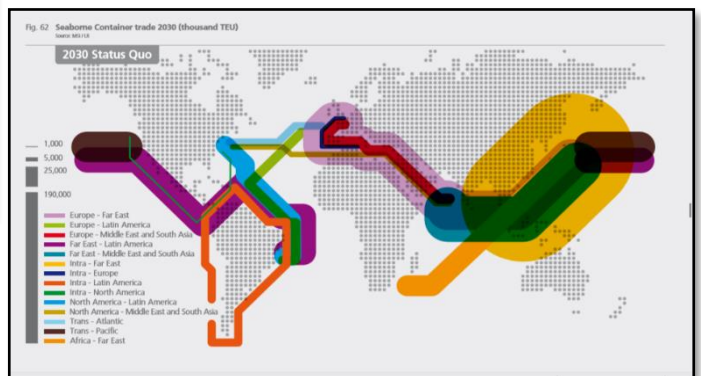 Fig. 62 Seaborne Container trade 2030 (thousand TEU)
2030 Status Quo
1,000
5,000
25,000
190,000
Europe - Far East
Europe - Latin America
Europe - Middle East and South Asia
Far East - Latin America
Far East - Middle East and South Asia
Intra - Far East
Intra - Europe
Intra - Latin America
Intra - North America
North America - Latin America
North America - Middle East and South Asia
Trans - Atlantic
Trans - Pacific
Africa - Far East